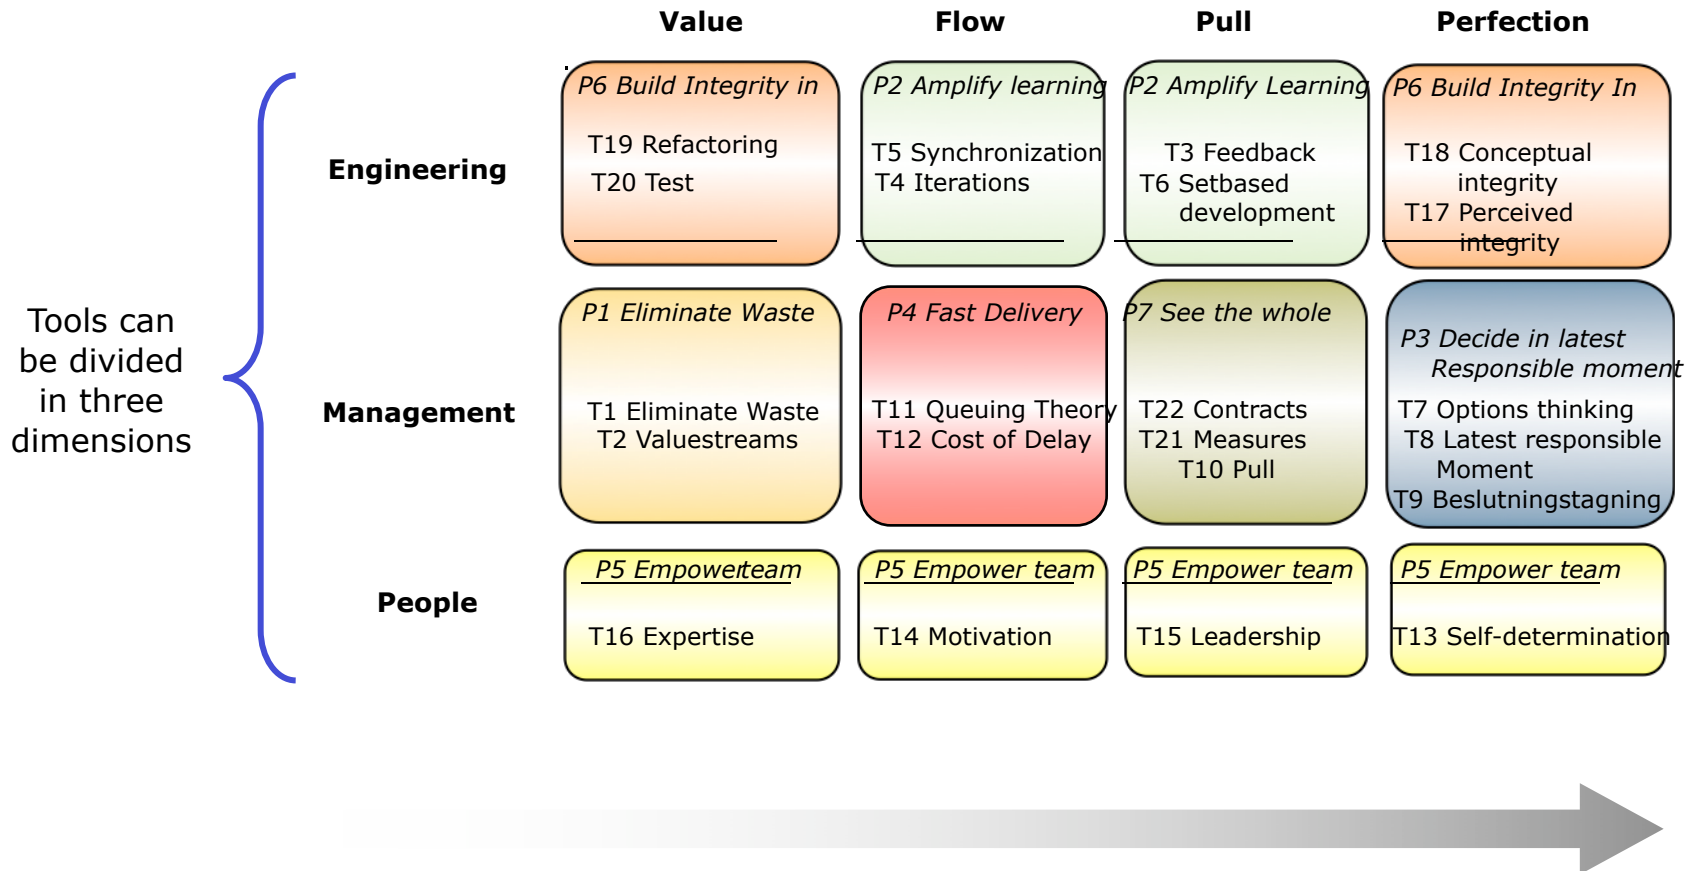 Value Flow Pull Perfection
Tools can
be divided
in three
dimensions
Engineering
P6 Build Integrity in
T19 Refactoring
T20 Test
P2 Amplify learning
T5 Synchronization
T4 Iterations
P2 Amplify Learning
T3 Feedback
T6 Setbased
development
P6 Build Integrity In
T18 Conceptual
integrity
T17 Perceived
integrity
Management
P1 Eliminate Waste
T1 Eliminate Waste
T2 Valuestreams
P4 Fast Delivery
T11 Queuing Theory
T12 Cost of Delay
P7 See the whole
T22 Contracts
T21 Measures
T10 Pull
P3 Decide in latest
Responsible moment
T7 Options thinking
T8 Latest responsible
Moment
T9 Beslutningstagning
People
P5 Empower team
T16 Expertise
P5 Empower team
T14 Motivation
P5 Empower team
T15 Leadership
P5 Empower team
T13 Self-determination